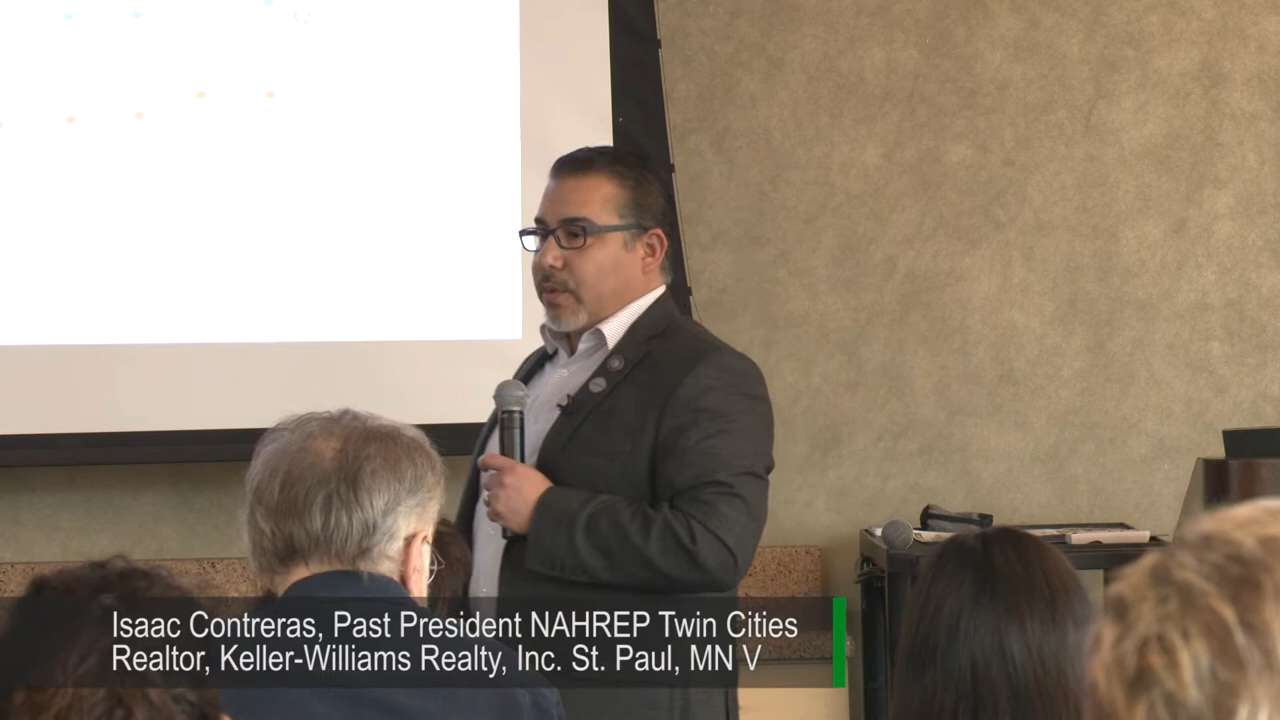 Isaac Contreras, Past President NAHREP Twin Cities
Realtor, Keller-Williams Realty, Inc. St. Paul, MN V